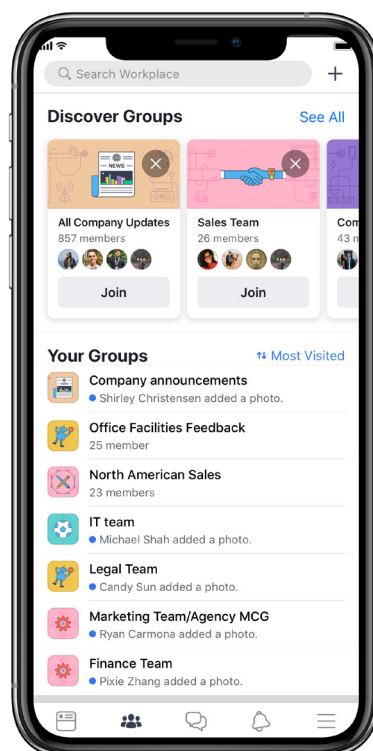 Search Workplace
Discover Groups
See All
NEWS
All Company Updates
857 members
Join
Sales Team
26 members
Join
Com
43 m
Your Groups
Most Visited
Company announcements
Shirley Christensen added a photo.
Office Facilities Feedback
25 member
North American Sales
23 members
IT team
Michael Shah added a photo.
Legal Team
Candy Sun added a photo.
Marketing Team/Agency MCG
Ryan Carmona added a photo.
Finance Team
Pixie Zhang added a photo.